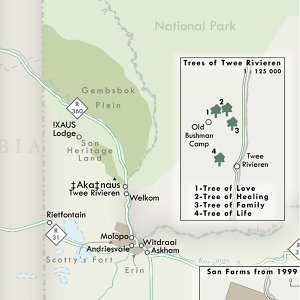 National Park
Trees of Twee Rivieren
1 : 125 000
Gembsbok
Plein
R
360
!XAUS
Lodge
San
Heritage
Land
BIA
1
2
3
4
Old
Bushman
Camp
Twee
Rivieren
1-Tree of Love
2-Tree of Healing
3-Tree of Family
4-Tree of Life
‡Aka‡naus
Twee Rivieren
Welkom
Rietfontein
R
31
Molopo
Witdraai
Andriesvale
Askham
Scotty's Fort
Erin
San Farms from 1999